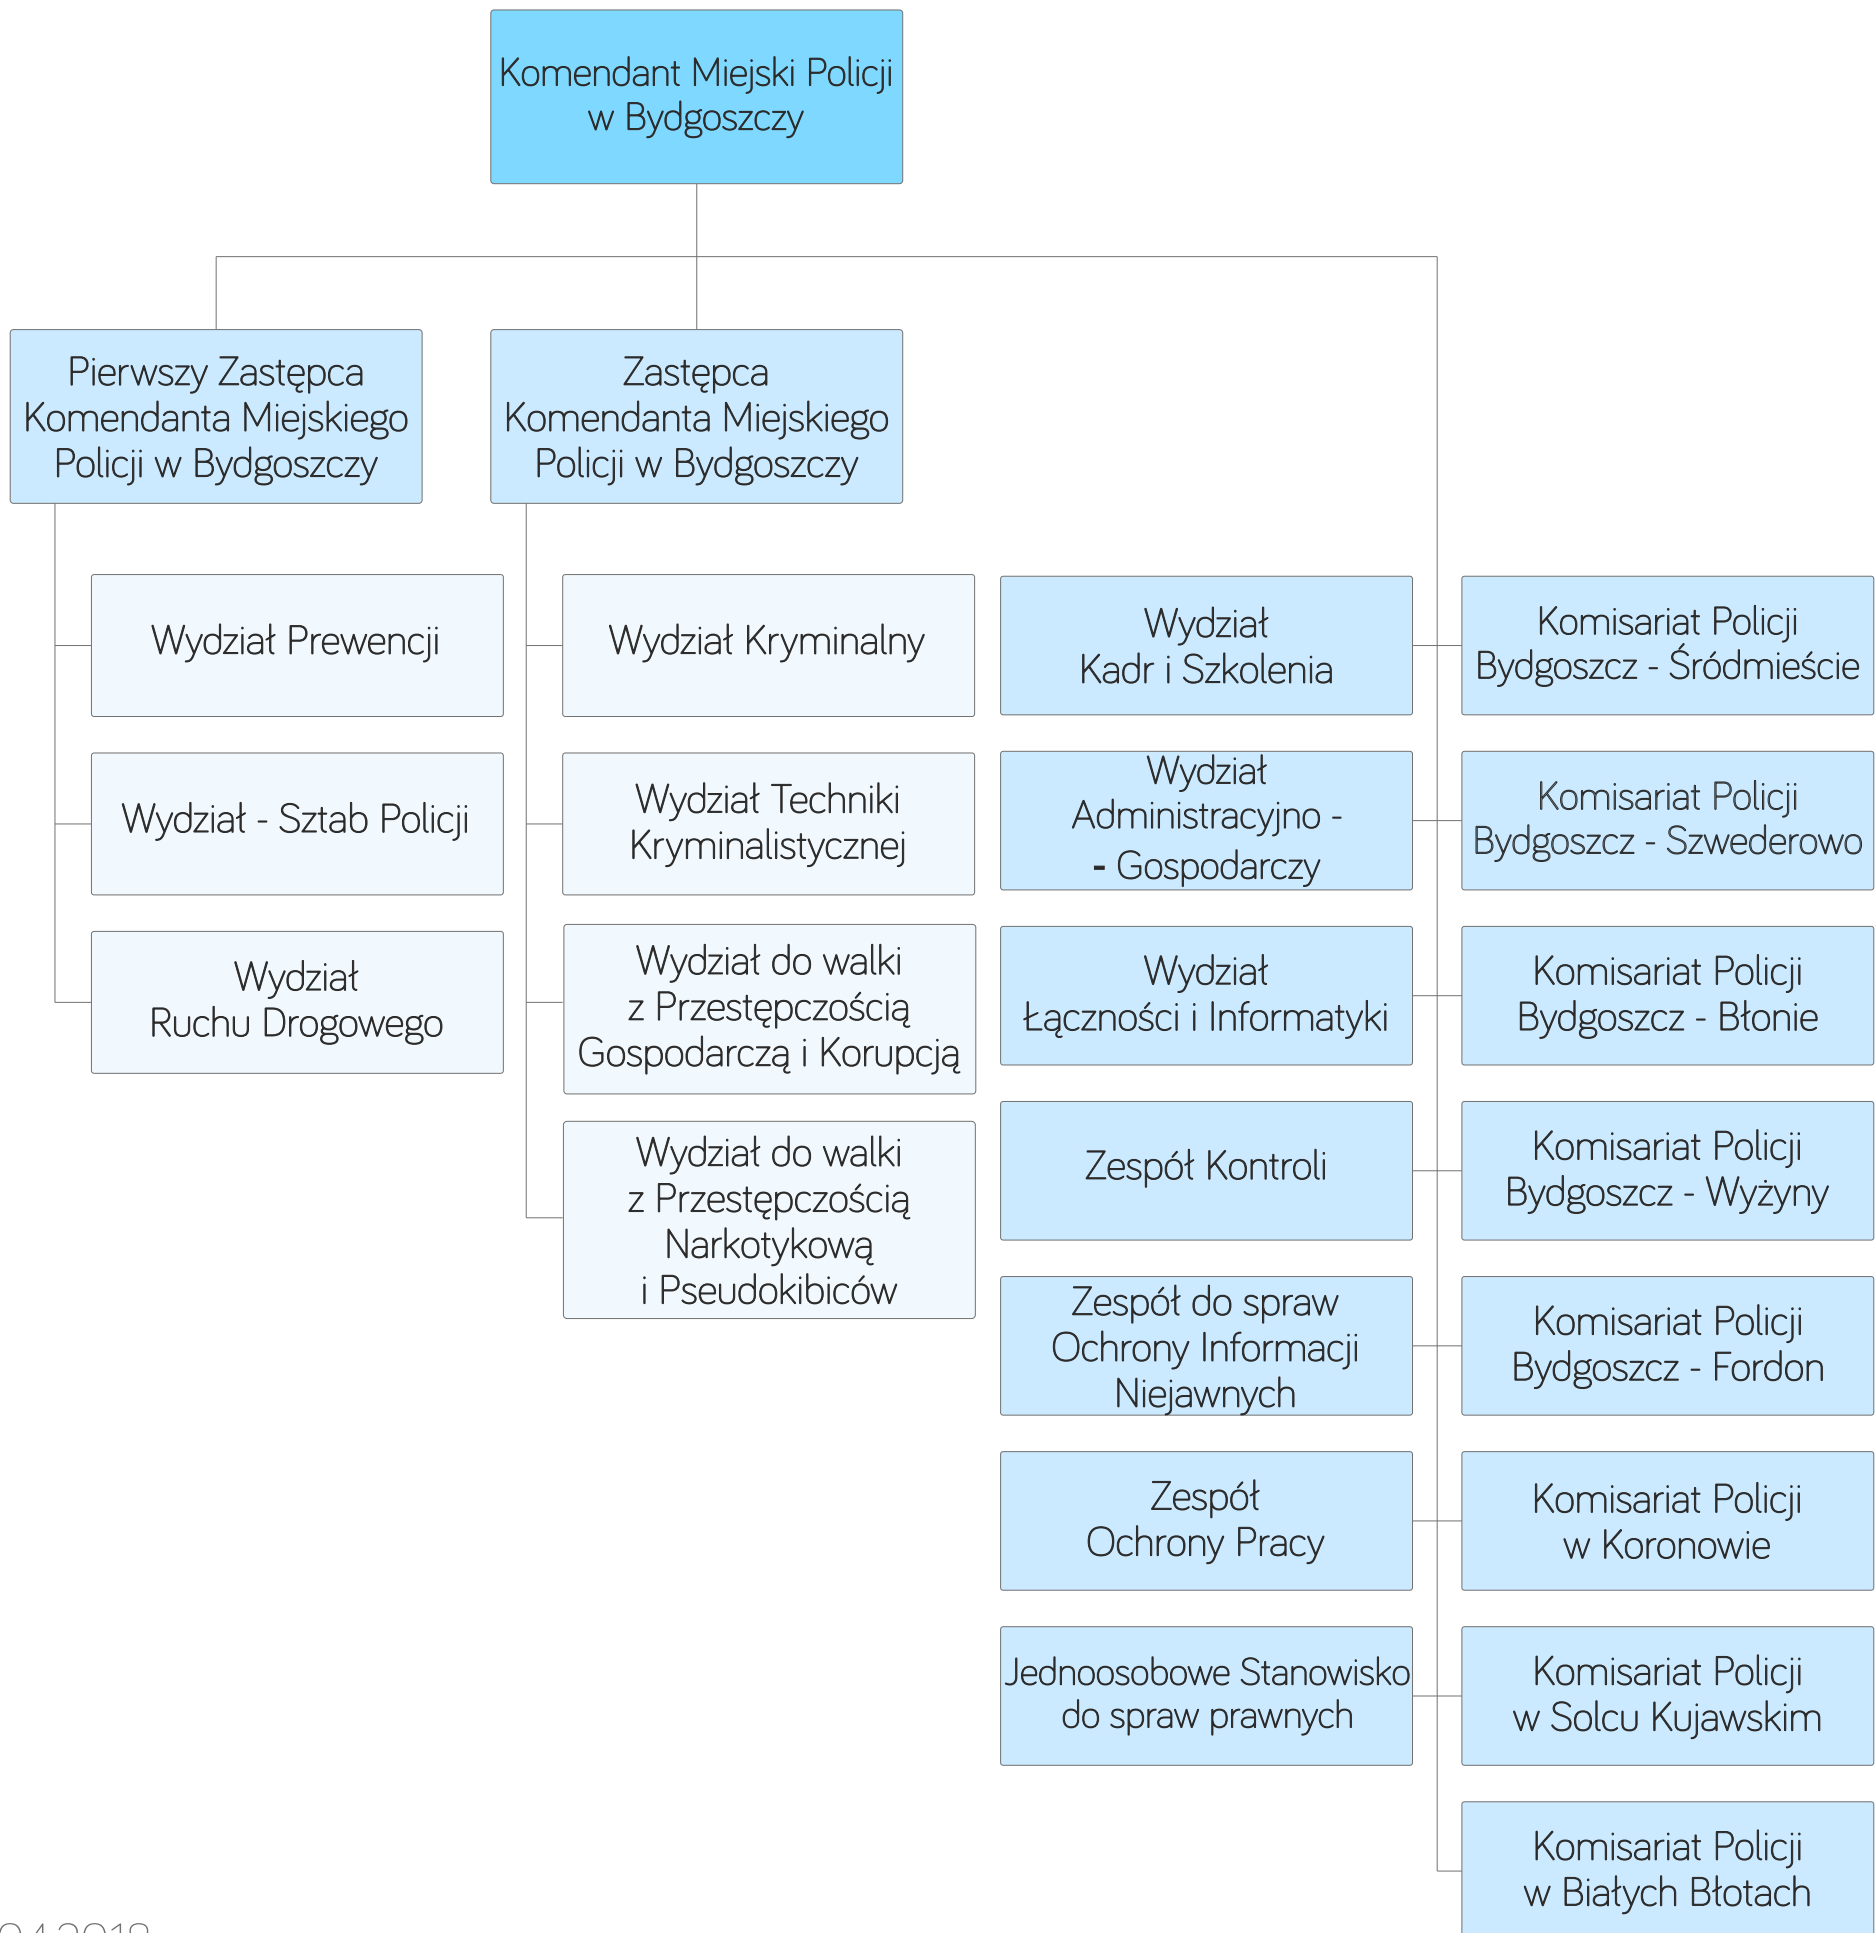 Komendant Miejski Policji
w Bydgoszczy
Pierwszy Zastępca
Komendanta Miejskiego
Policji w Bydgoszczy
Zastępca
Komendanta Miejskiego
Policji w Bydgoszczy
Wydział Prewencji
Wydział - Sztab Policji
Wydział
Ruchu Drogowego
Wydział Kryminalny
Wydział Techniki
Kryminalistycznej
Wydział do walki
z Przestępczością
Gospodarczą i Korupcją
Wydział do walki
z Przestępczością
Narkotykową
i Pseudokibiców
Wydział
Kadr i Szkolenia
Wydział
Administracyjno -
- Gospodarczy
Wydział
Łączności i Informatyki
Zespół Kontroli
Zespół do spraw
Ochrony Informacji
Niejawnych
Zespół
Ochrony Pracy
Jednoosobowe Stanowisko
do spraw prawnych
Komisariat Policji
Bydgoszcz - Śródmieście
Komisariat Policji
Bydgoszcz - Szwederowo
Komisariat Policji
Bydgoszcz - Błonie
Komisariat Policji
Bydgoszcz - Wyżyny
Komisariat Policji
Bydgoszcz - Fordon
Komisariat Policji
w Koronowie
Komisariat Policji
w Solcu Kujawskim
Komisariat Policji
w Białych Błotach